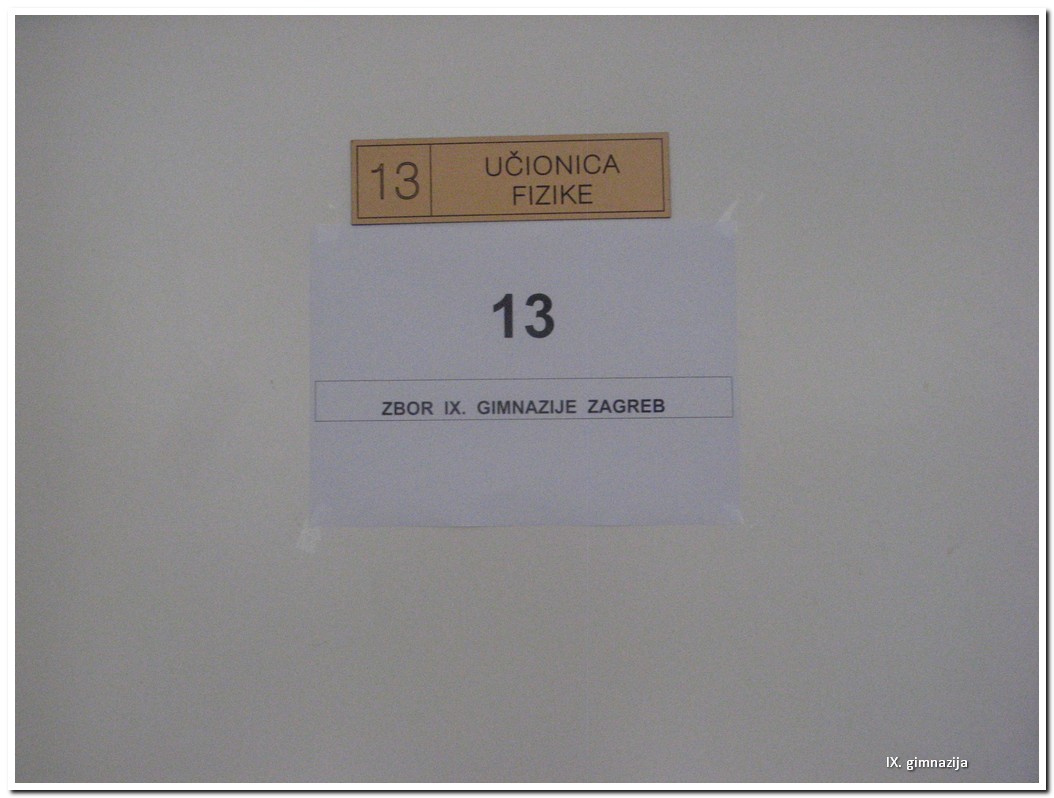 13
UČIONICA
FIZIKE
13
ZBOR IX. GIMNAZIJE ZAGREB
IX. gimnazija